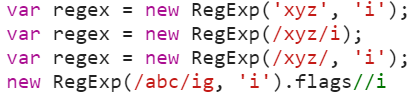 var regex = new RegExp('xyz', 'i');
var regex = new RegExp(/xyz/i);
var regex = new RegExp(/xyz/, 'i');
new RegExp(/abc/ig, 'i').flags//i